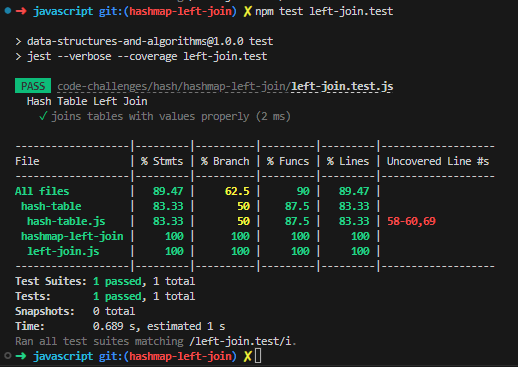 ➜ javascript git:(hashmap-left-join) ✗ npm test left-join.test
> data-structures-and-algorithms@1.0.0 test
> jest --verbose --coverage left-join.test
PASS code-challenges/hash/hashmap-left-join/left-join.test.js
Hash Table Left Join
✓ joins tables with values properly (2 ms)
-------------------|---------|----------|---------|---------|-------------------
File | % Stmts | % Branch | % Funcs | % Lines | Uncovered Line #s
-------------------|---------|----------|---------|---------|-------------------
All files | 89.47 | 62.5 | 90 | 89.47 |
hash-table | 83.33 | 50 | 87.5 | 83.33 |
hash-table.js | 83.33 | 50 | 87.5 | 83.33 | 58-60,69
hashmap-left-join | 100 | 100 | 100 | 100 |
left-join.js | 100 | 100 | 100 | 100 |
-------------------|---------|----------|---------|---------|-------------------
Test Suites: 1 passed, 1 total
Tests: 1 passed, 1 total
Snapshots: 0 total
Time: 0.689 s, estimated 1 s
Ran all test suites matching /left-join.test/i.
➜ javascript git:(hashmap-left-join) ✗